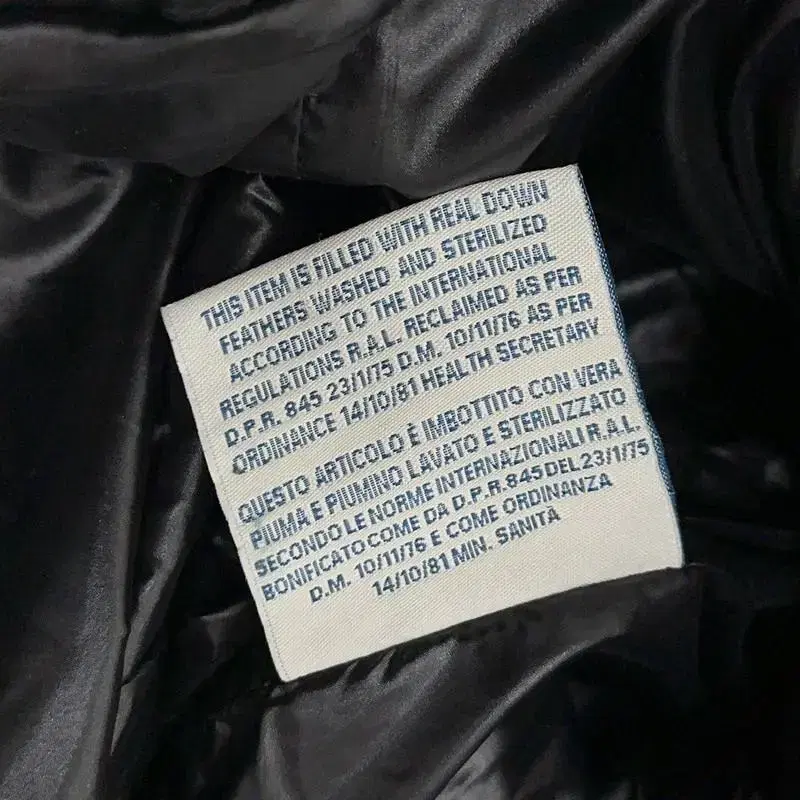 THIS ITEM IS FILLED WITH REAL DOWN
FEATHERS WASHED AND STERILIZED
ACCORDING TO THE INTERNATIONAL
REGULATIONS R.A.L. RECLAIMED AS PER
D.P.R. 845 23/1/75 D.M. 10/11/76 AS PER
ORDINANCE 14/10/81 HEALTH SECRETARY
QUESTO ARTICOLO È IMBOTTITO CON VERA
PIUMA E PIUMINO LAVATO E STERILIZZATO
SECONDO LE NORME INTERNAZIONALI R.A.L.
BONIFICATO COME DA D.P.R. 845 DEL 23/1/75
D.M. 10/11/76 E COME ORDINANZA
14/10/81 MIN. SANITÀ